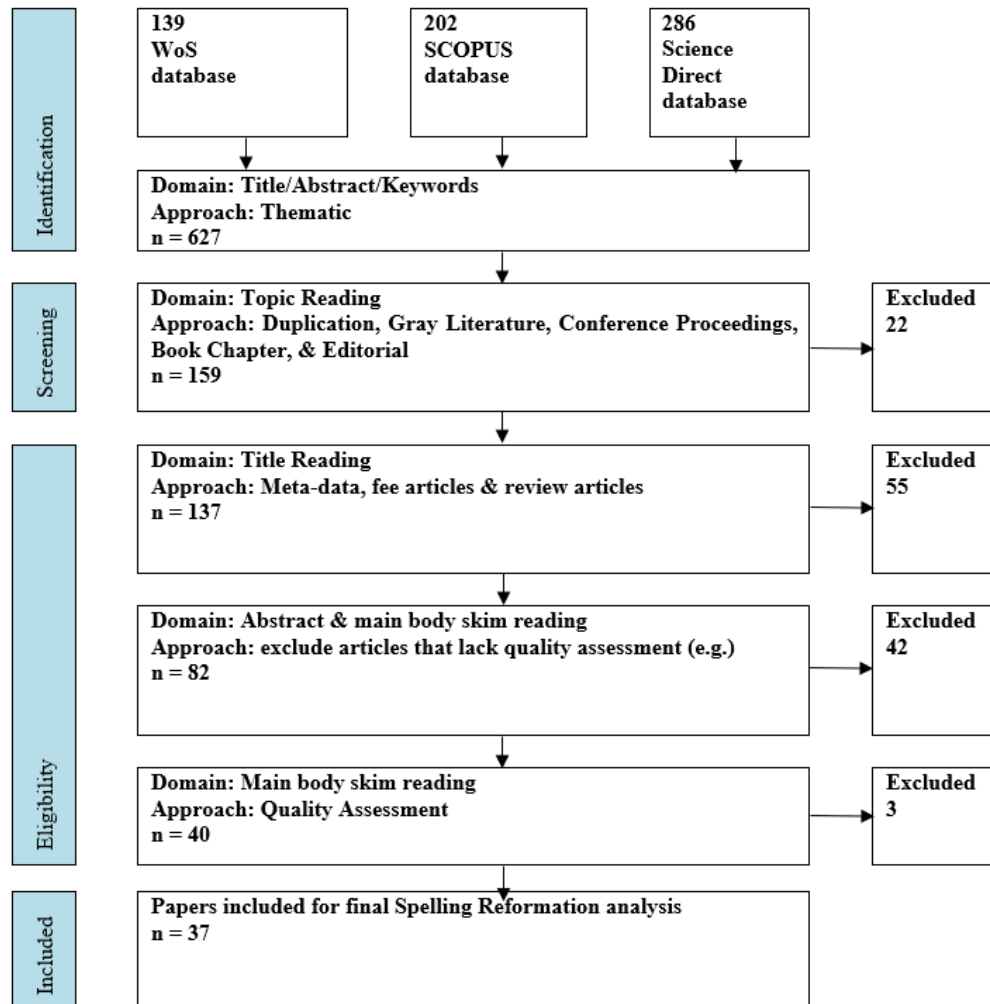 139
WoS
database
202
SCOPUS
database
286
Science
Direct
database
Identification
Domain: Title/Abstract/Keywords
Approach: Thematic
n = 627
Screening
Domain: Topic Reading
Approach: Duplication, Gray Literature, Conference Proceedings,
Book Chapter, & Editorial
n = 159
Excluded
22
Eligibility
Domain: Title Reading
Approach: Meta-data, fee articles & review articles
n = 137
Excluded
55
Domain: Abstract & main body skim reading
Approach: exclude articles that lack quality assessment (e.g.)
n = 82
Excluded
42
Domain: Main body skim reading
Approach: Quality Assessment
n = 40
Excluded
3
Included
Papers included for final Spelling Reformation analysis
n = 37